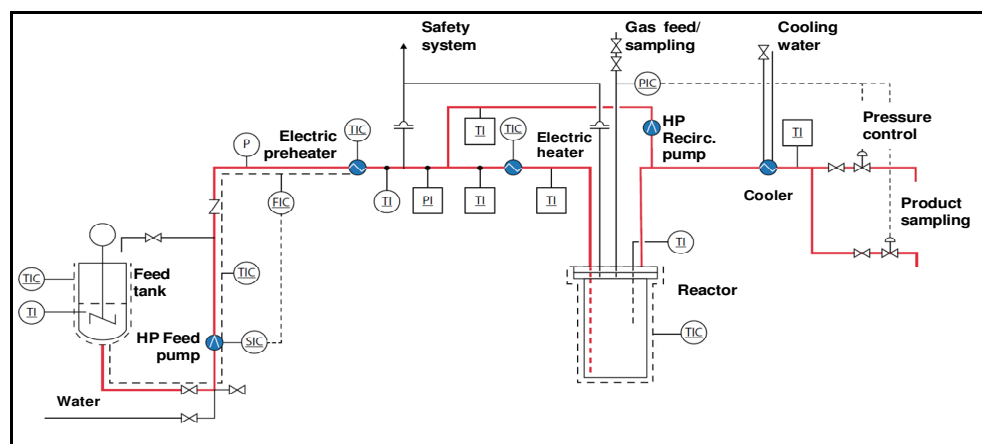 Safety
system
Gas feed/
sampling
Cooling
water
PIC
P
Electric
preheater
TIC
TI
TIC
Electric
heater
HP
Recirc.
pump
TI
Pressure
control
FIC
TI
PI
TI
TI
Cooler
Product
sampling
TIC
Feed
tank
TIC
TI
Reactor
TI
HP Feed
pump
SIC
TIC
Water